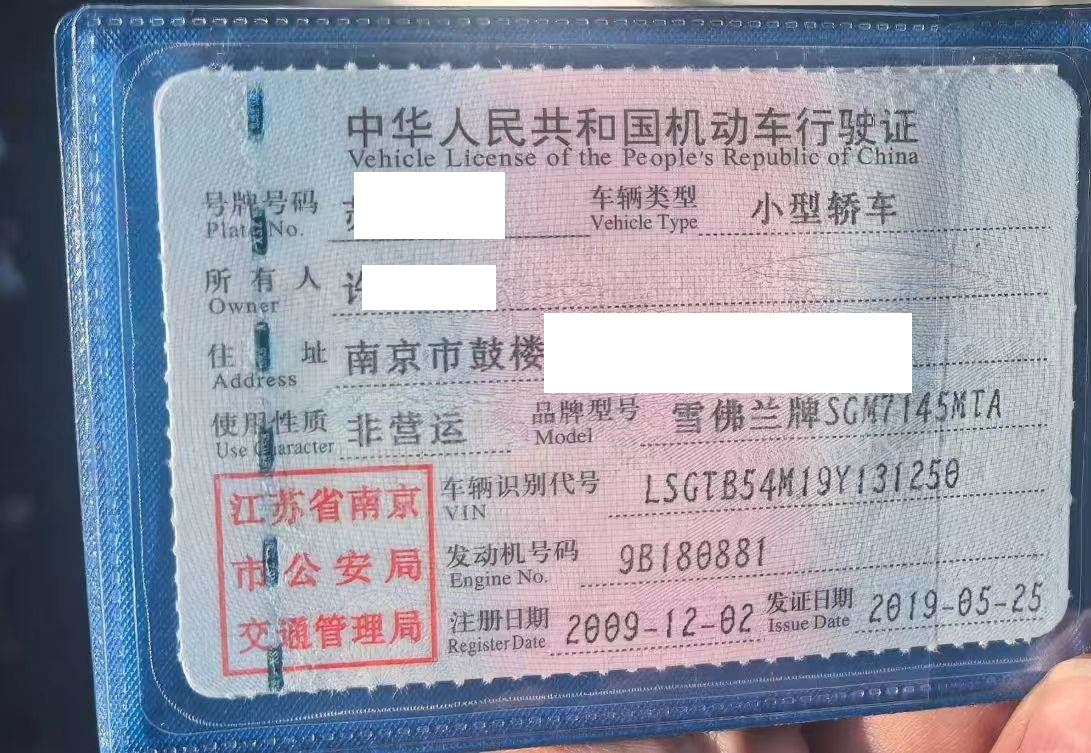 中华人民共和国机动车行驶证
Vehicle License of the People's Republic of China
号牌号码 车辆类型 小型轿车
Plate No. Vehicle Type
所有人 许
Owner
住址 南京市鼓楼
Address
使用性质 非营运 品牌型号 雪佛兰牌SGM7145MTA
Use Character Model
江苏省南京
市公安局
交通管理局
车辆识别代号 LSGTB54M19Y131250
VIN
发动机号码 9B180881
Engine No.
注册日期 2009-12-02 发证日期 2019-05-25
Register Date Issue Date